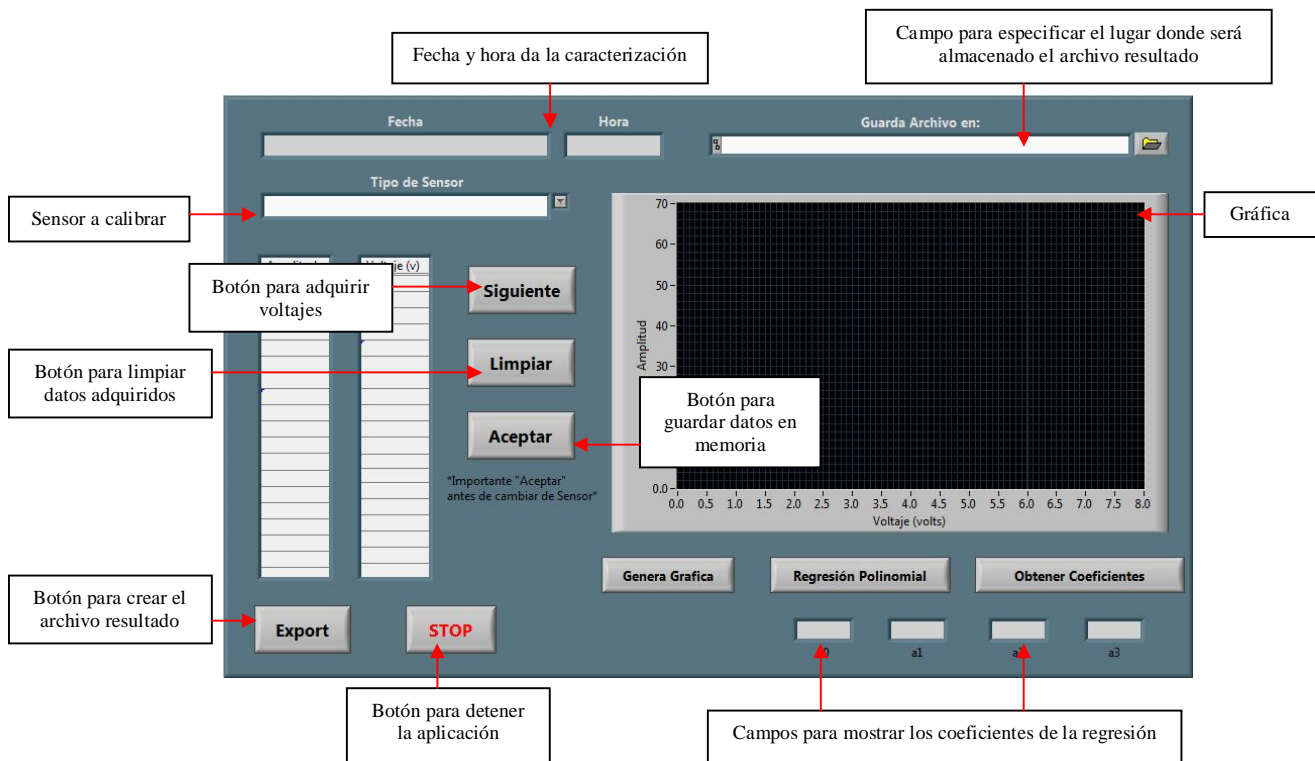 Fecha y hora da la caracterización
Campo para especificar el lugar donde será
almacenado el archivo resultado
Fecha
Hora
Guarda Archivo en:
Tipo de Sensor
Sensor a calibrar
Gráfica
Voltaje (v)
Botón para adquirir
voltajes
Siguiente
Botón para limpiar
datos adquiridos
Limpiar
Botón para
guardar datos en
memoria
Aceptar
*Importante "Aceptar"
antes de cambiar de Sensor*
70
60
50
40
30
0.0
Amplitud
0.0 0.5 1.0 1.5 2.0 2.5 3.0 3.5 4.0 4.5 5.0 5.5 6.0 6.5 7.0 7.5 8.0
Voltaje (volts)
Genera Grafica
Regresión Polinomial
Obtener Coeficientes
Botón para crear el
archivo resultado
Export
STOP
a1
a3
Botón para detener
la aplicación
Campos para mostrar los coeficientes de la regresión